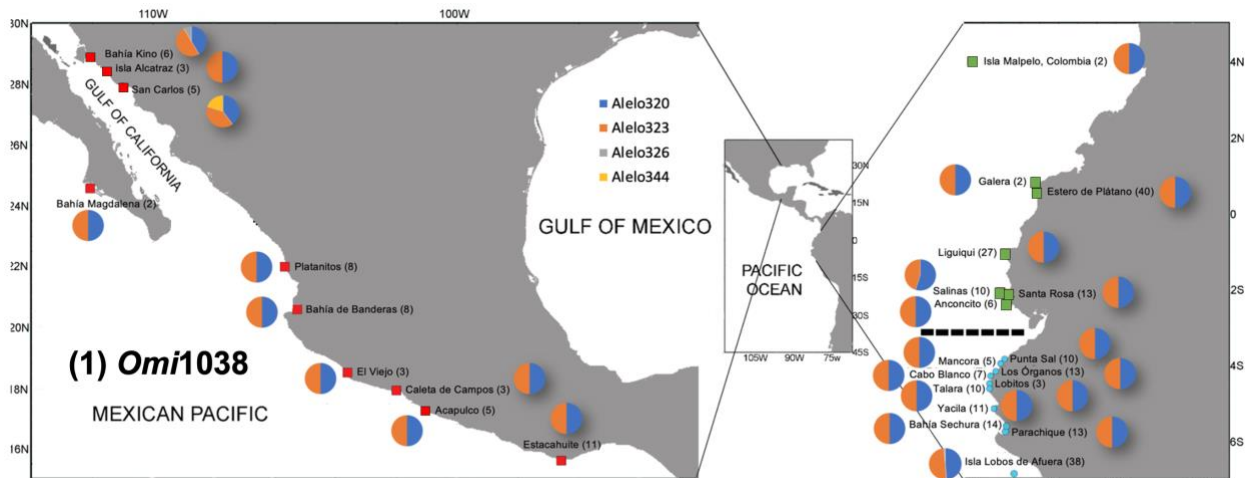 110W
100W
30N
28N
26N
24N
22N
20N
18N
16N
Bahía Kino (6)
isla Alcatraz (3)
San Carlos (5)
GULF OF CALIFORNIA
Bahía Magdalena (2)
Platanitos (8)
Bahía de Banderas (8)
(1) Omi1038
MEXICAN PACIFIC
El Viejo (3)
Caleta de Campos (3)
Acapulco (5)
Estacahuite (11)
Alelo320
Alelo323
Alelo326
Alelo344
GULF OF MEXICO
PACIFIC
OCEAN
30N
15N
0
15S
30S
45S
105W
90W
75W
Isla Malpelo, Colombia (2)
Galera (2)
Estero de Plátano (40)
Liguiqui (27)
Salinas (10)
Santa Rosa (13)
Anconcito (6)
Mancora (5)
Punta Sal (10)
Cabo Blanco (7)
Los Órganos (13)
Talara (10)
Lobitos (3)
Yacila (11)
Bahía Sechura (14)
Parachique (13)
Isla Lobos de Afuera (38)
4N
2N
0
2S
4S
6S